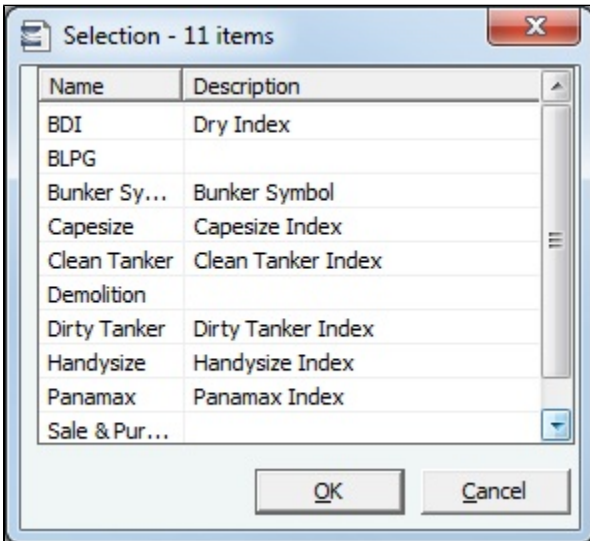 Selection - 11 items
Name Description
BDI Dry Index
BLPG
Bunker Sy... Bunker Symbol
Capesize Capesize Index
Clean Tanker Clean Tanker Index
Demolition
Dirty Tanker Dirty Tanker Index
Handysize Handysize Index
Panamax Panamax Index
Sale & Pur...
OK Cancel